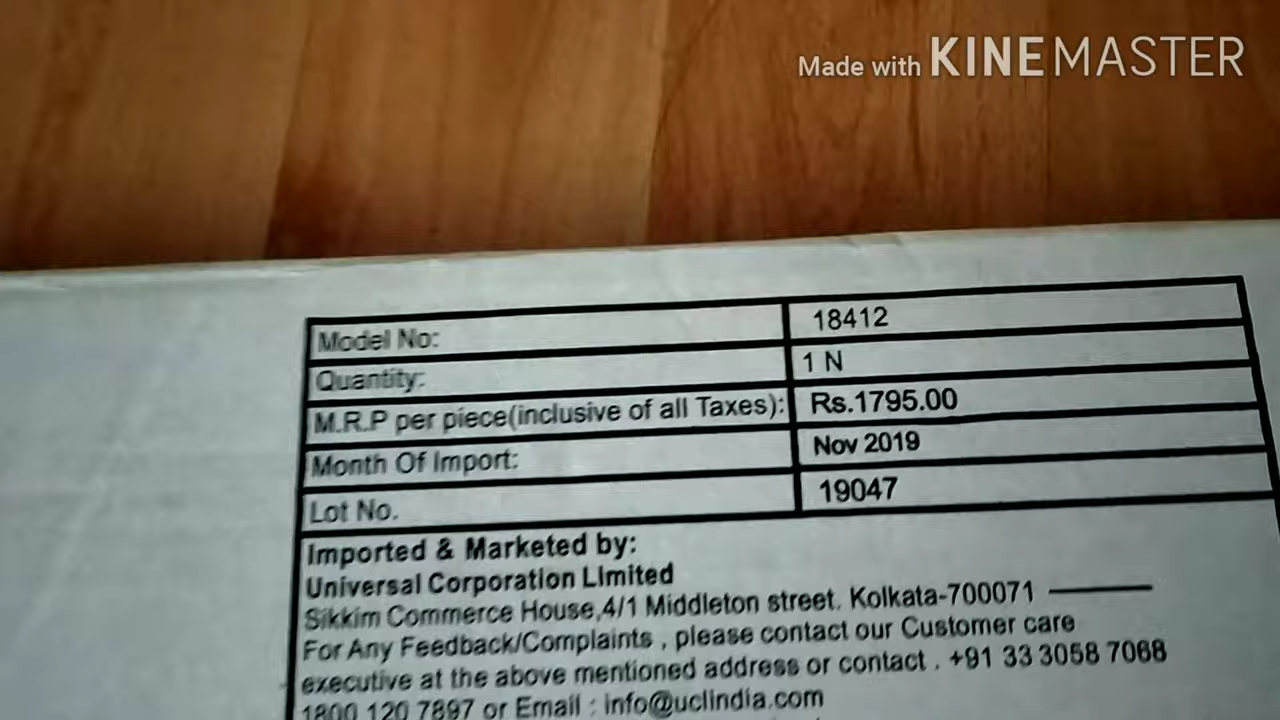 Made with KINEMASTER
Model No: 18412
Quantity: 1 N
M.R.P per piece(inclusive of all Taxes): Rs.1795.00
Month Of Import: Nov 2019
Lot No. 19047
Imported & Marketed by:
Universal Corporation LImited
Sikkim Commerce House,4/1 Middleton street. Kolkata-700071
For Any Feedback/Complaints , please contact our Customer care
executive at the above mentioned address or contact . +91 33 3058 7068
1800 120 7897 or Email : info@uclindia.com